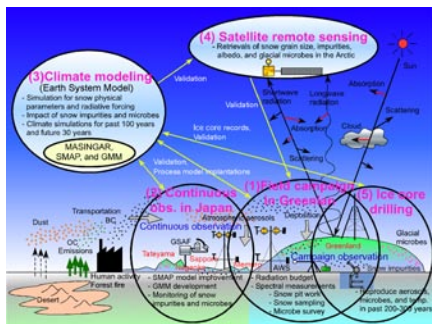 (4) Satellite remote sensing
- Retrievals of snow grain size, impurities,
albedo, and glacial microbes in the Arctic
Sun
(3)Climate modeling
(Earth System Model)
- Simulation for snow physical
parameters and radiative forcing
- Impact of snow impurities and microbes
- Climate simulations for past 100 years
and future 30 years
MASINGAR,
SMAP, and GMM
Validation
Validation
Shortwave
radiation
Longwave
radiation
Absorption
Scattering
Absorption
Cloud
Scattering
Ice core records,
Validation
Validation,
Process model implantations
(2) Continuous
obs. in Japan
(1)Field campaign
in Greenland
(5) Ice core
drilling
Transportation
BC
Dust
OC
Emissions
Continuous observation
Atmospheric aerosols
Deposition
GSAF
Tateyama
Sapporo
Greenland
Campaign observation
AWS
Glacial
microbes
Snow impurities
Human activity
Forest fire
Desert
- SMAP model improvement
- GMM development
- Monitoring of snow
impurities and microbes
- Radiation budget
- Spectral measurements
- Snow pit work
- Snow sampling
- Microbe survey
- Reproduce aerosols,
microbes, and temp. in
past 200-300 years